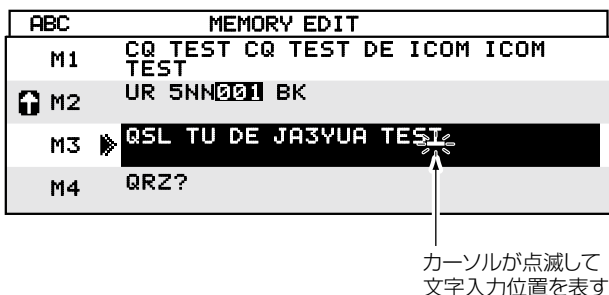 ABC MEMORY EDIT
M1 CQ TEST CQ TEST DE ICOM ICOM
TEST
M2 UR 5NN001 BK
M3 QSL TU DE JA3YUA TEST
M4 QRZ?
カーソルが点滅して
文字入力位置を表す